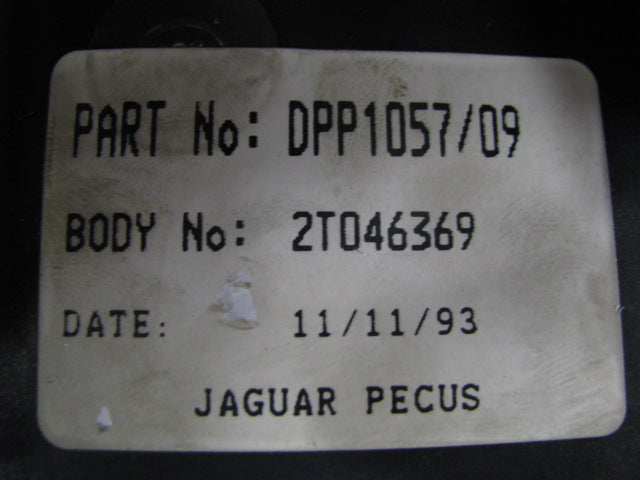 PART No: DPP1057/09
BODY No: 2T046369
DATE: 11/11/93
JAGUAR PECUS